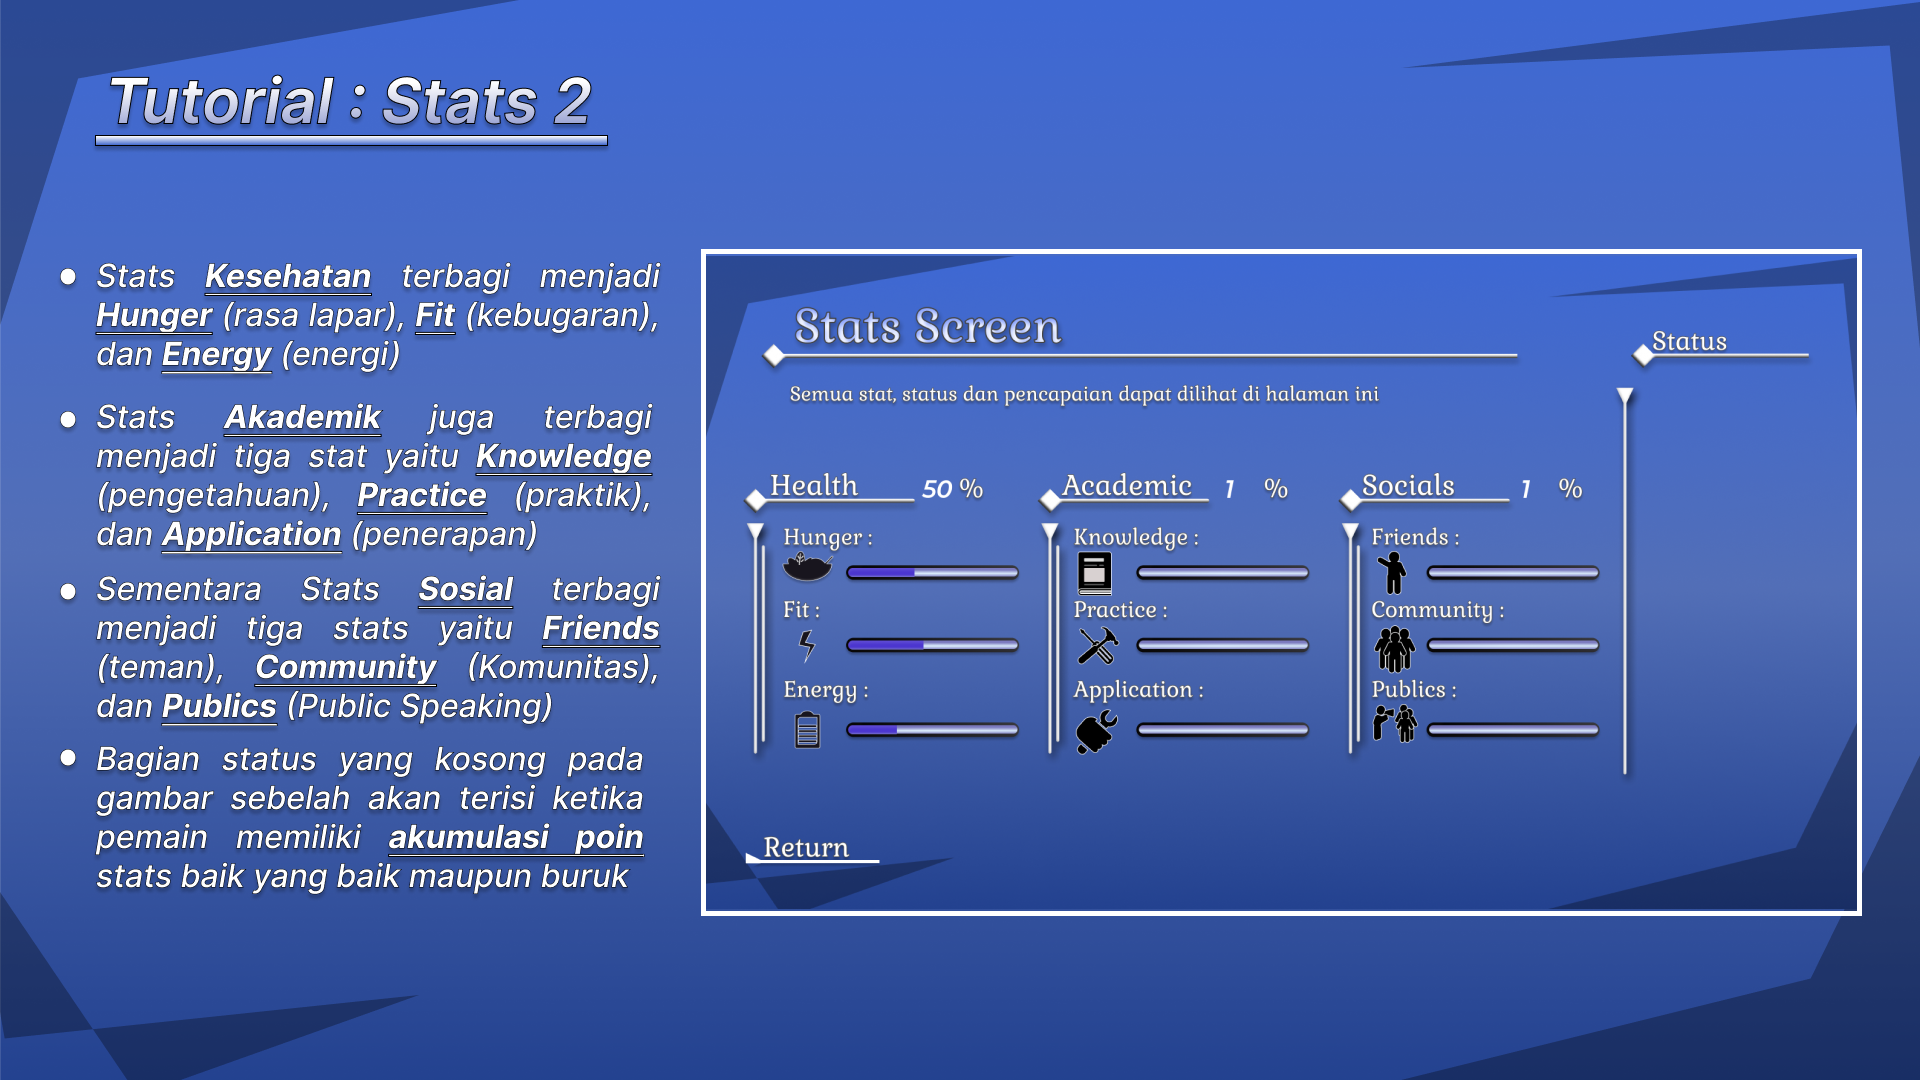 Tutorial : Stats 2
Stats Kesehatan terbagi menjadi
Hunger (rasa lapar), Fit (kebugaran),
dan Energy (energi)
Stats Akademik juga terbagi
menjadi tiga stat yaitu Knowledge
(pengetahuan), Practice (praktik),
dan Application (penerapan)
Sementara Stats Sosial terbagi
menjadi tiga stats yaitu Friends
(teman), Community (Komunitas),
dan Publics (Public Speaking)
Bagian status yang kosong pada
gambar sebelah akan terisi ketika
pemain memiliki akumulasi poin
stats baik yang baik maupun buruk
Stats Screen
Status
Semua stat, status dan pencapaian dapat dilihat di halaman ini
Health 50 %
Hunger :
Fit :
Energy :
Academic 1 %
Knowledge :
Practice :
Application :
Socials 1 %
Friends :
Community :
Publics :
Return